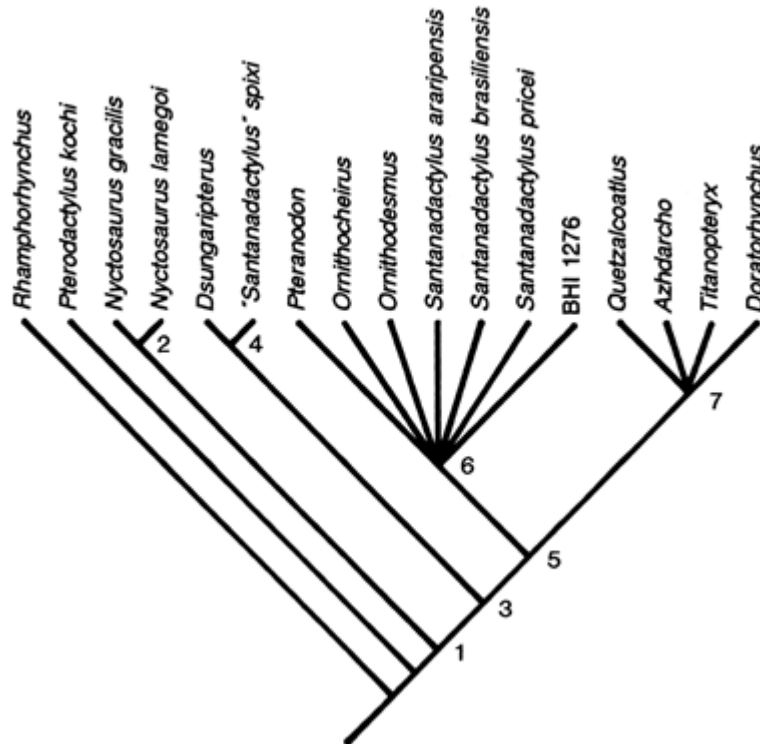 Rhamphorhynchus
Pterodactylus kochi
Nyctosaurus gracilis
Nyctosaurus lamegoi
Dsungaripterus
"Santanadactylus" spixi
Pteranodon
Ornithocheirus
Ornithodesmus
Santanadactylus araripensis
Santanadactylus brasiliensis
Santanadactylus pricei
BHI 1276
Quetzalcoatlus
Azhdarcho
Titanopteryx
Doratorhynchus
2
4
7
6
5
3
1